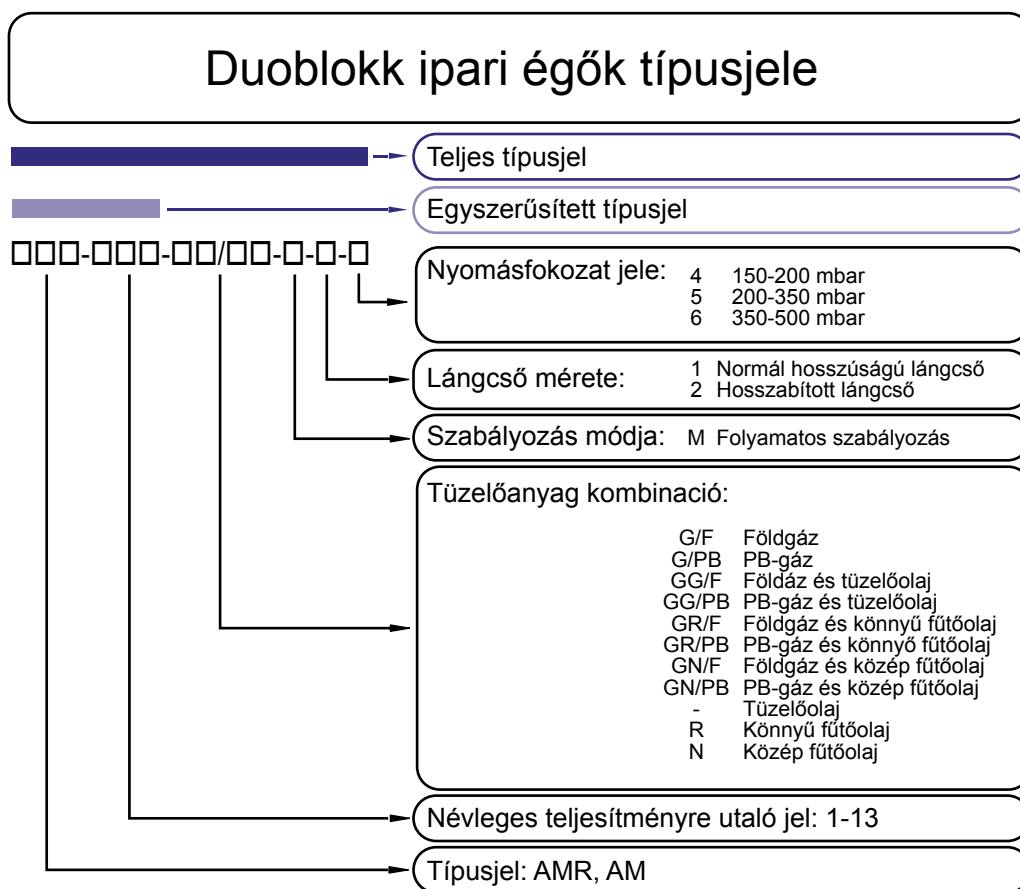 Duoblokk ipari égők típusjele
Teljes típusjel
Egyszerűsített típusjel
□□□-□□□-□□/□□-□-□-□
Nyomásfokozat jele: 4 150-200 mbar
5 200-350 mbar
6 350-500 mbar
Lángcső mérete: 1 Normál hosszúságú lángcső
2 Hosszabított lángcső
Szabályozás módja: M Folyamatos szabályozás
Tüzelőanyag kombinació:
G/F Földgáz
G/PB PB-gáz
GG/F Földáz és tüzelőolaj
GG/PB PB-gáz és tüzelőolaj
GR/F Földgáz és könnyű fűtőolaj
GR/PB PB-gáz és könnyő fűtőolaj
GN/F Földgáz és közép fűtőolaj
GN/PB PB-gáz és közép fűtőolaj
- Tüzelőolaj
R Könnyű fűtőolaj
N Közép fűtőolaj
Névleges teljesítményre utaló jel: 1-13
Típusjel: AMR, AM